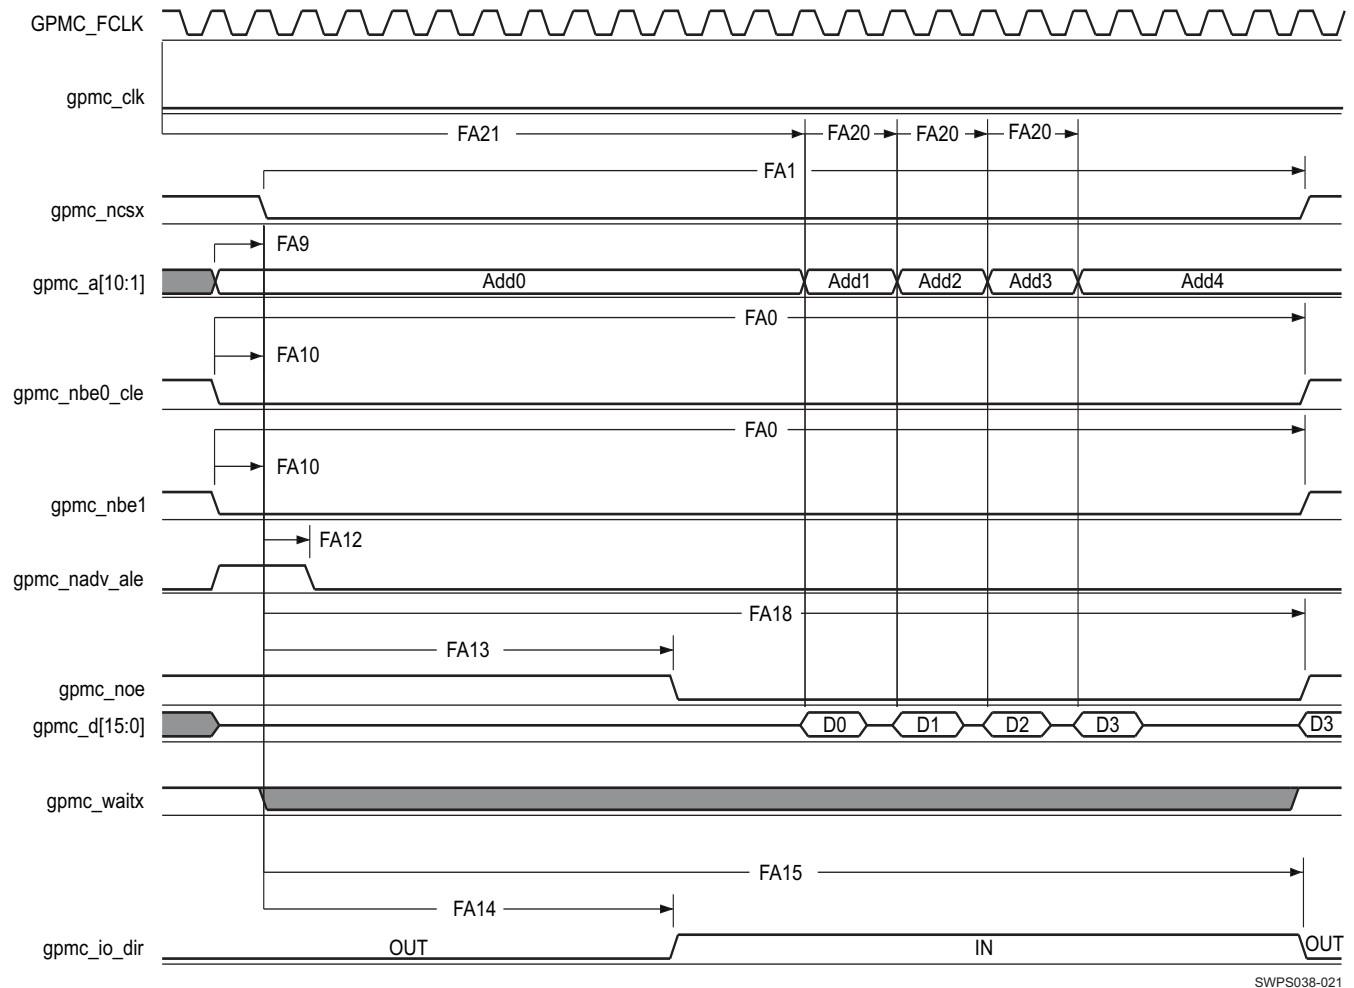 GPMC_FCLK
gpmc_clk
FA21 FA20 FA20 FA20
FA1
gpmc_ncsx
FA9
gpmc_a[10:1] Add0 Add1 Add2 Add3 Add4
FA0
FA10
gpmc_nbe0_cle
FA0
FA10
gpmc_nbe1
FA12
gpmc_nadv_ale
FA18
FA13
gpmc_noe
gpmc_d[15:0] D0 D1 D2 D3 D3
gpmc_waitx
FA15
FA14
gpmc_io_dir OUT IN OUT
SWPS038-021